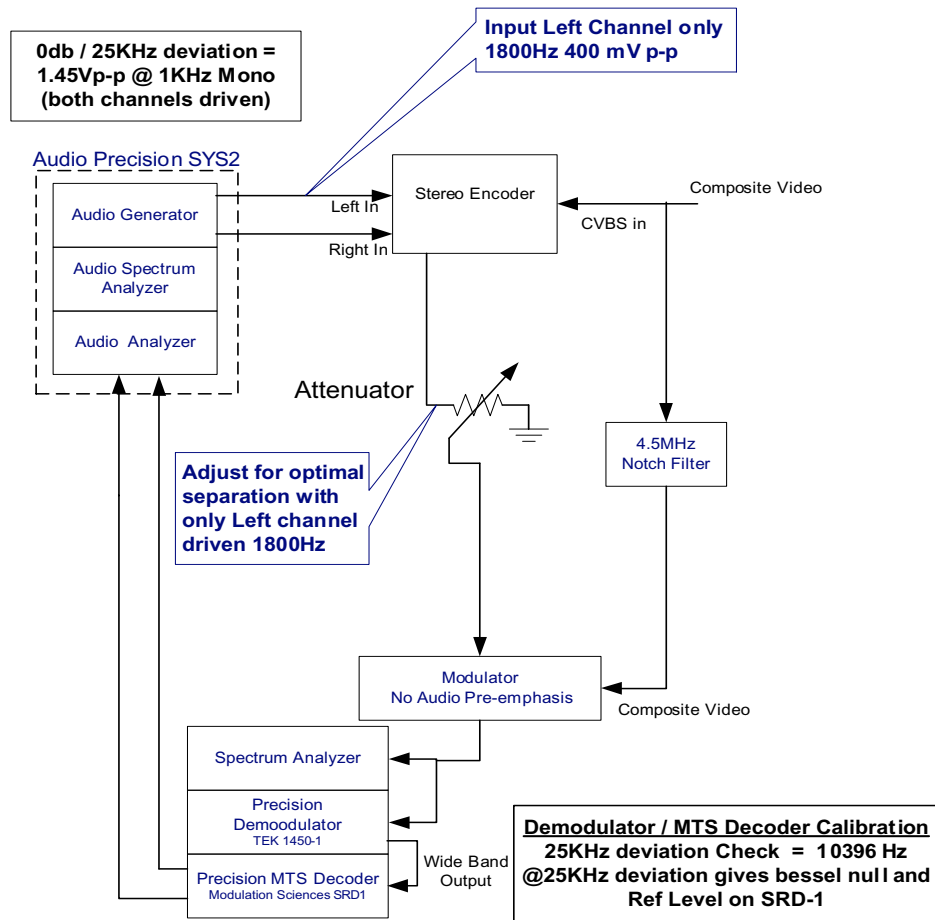 0db / 25KHz deviation =
1.45Vp-p @ 1KHz Mono
(both channels driven)
Input Left Channel only
1800Hz 400 mV p-p
Audio Precision SYS2
Audio Generator
Audio Spectrum
Analyzer
Audio Analyzer
Left In
Right In
Stereo Encoder
Composite Video
CVBS in
Attenuator
4.5MHz
Notch Filter
Adjust for optimal
separation with
only Left channel
driven 1800Hz
Modulator
No Audio Pre-emphasis
Composite Video
Spectrum Analyzer
Precision
Demoodulator
TEK 1450-1
Wide Band
Output
Precision MTS Decoder
Modulation Sciences SRD1
Demodulator / MTS Decoder Calibration
25KHz deviation Check = 10396 Hz
@25KHz deviation gives bessel null and
Ref Level on SRD-1